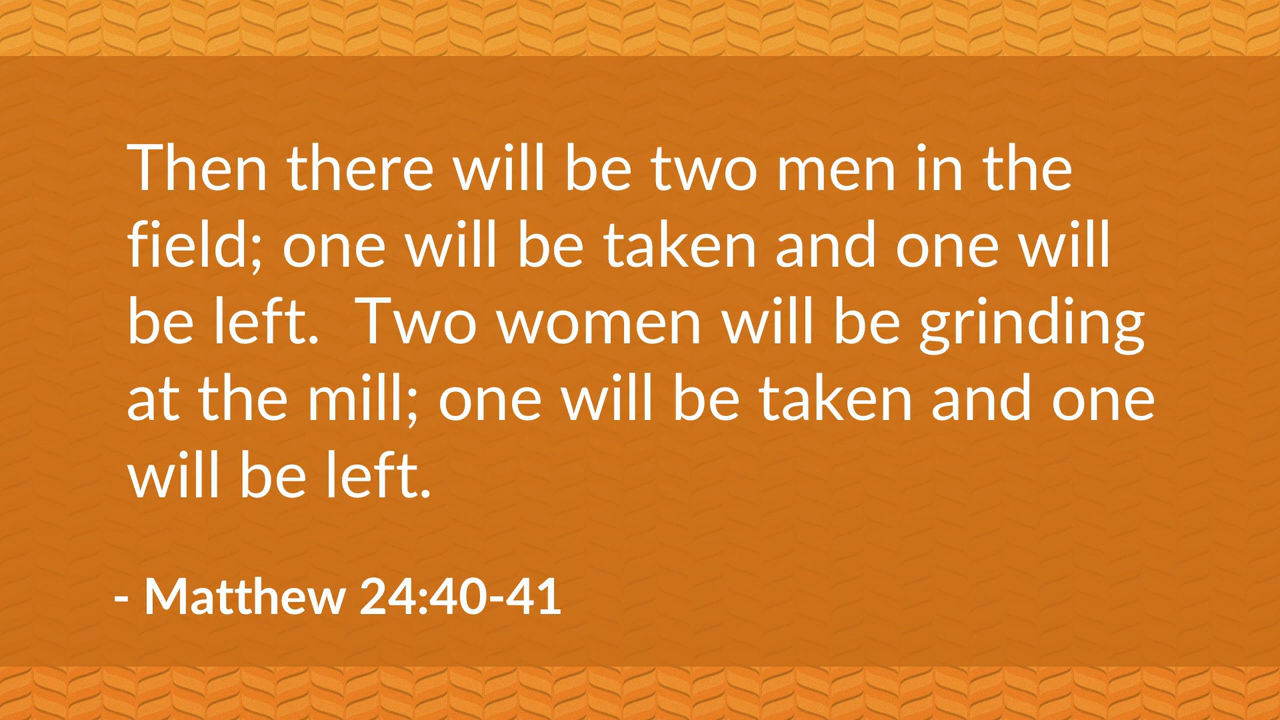 Then there will be two men in the
field; one will be taken and one will
be left.  Two women will be grinding
at the mill; one will be taken and one
will be left.
- Matthew 24:40-41